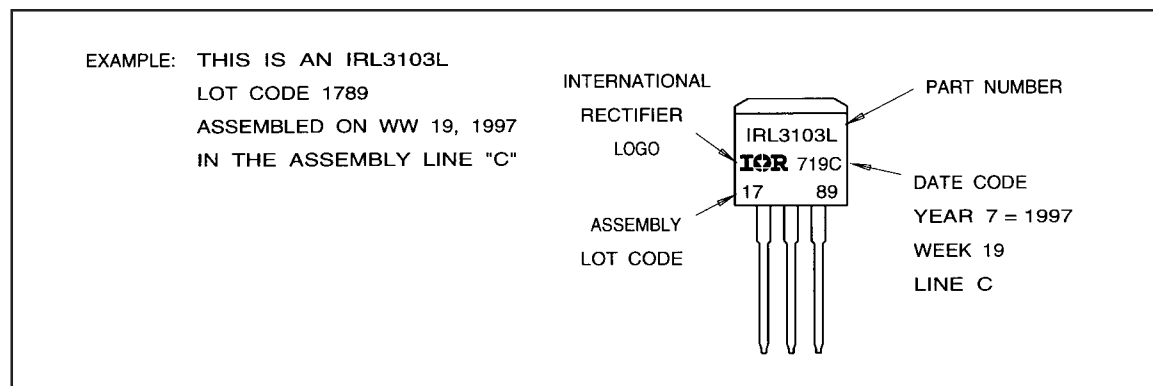 EXAMPLE: THIS IS AN IRL3103L
LOT CODE 1789
ASSEMBLED ON WW 19, 1997
IN THE ASSEMBLY LINE "C"
INTERNATIONAL
RECTIFIER
LOGO
ASSEMBLY
LOT CODE
IRL3103L
IOR 719C
17 89
PART NUMBER
DATE CODE
YEAR 7 = 1997
WEEK 19
LINE C